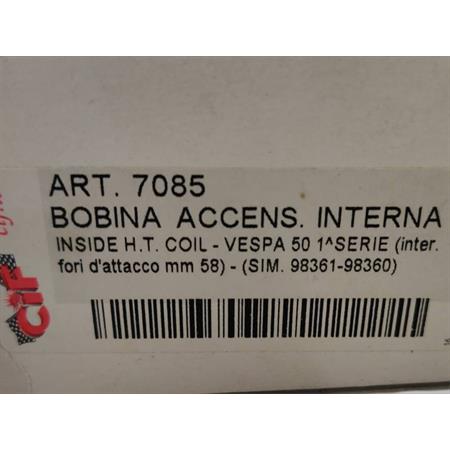 ART. 7085
BOBINA ACCENS. INTERNA
INSIDE H.T. COIL - VESPA 50 1^SERIE (inter.
fori d'attacco mm 58) - (SIM. 98361-98360)
CIF